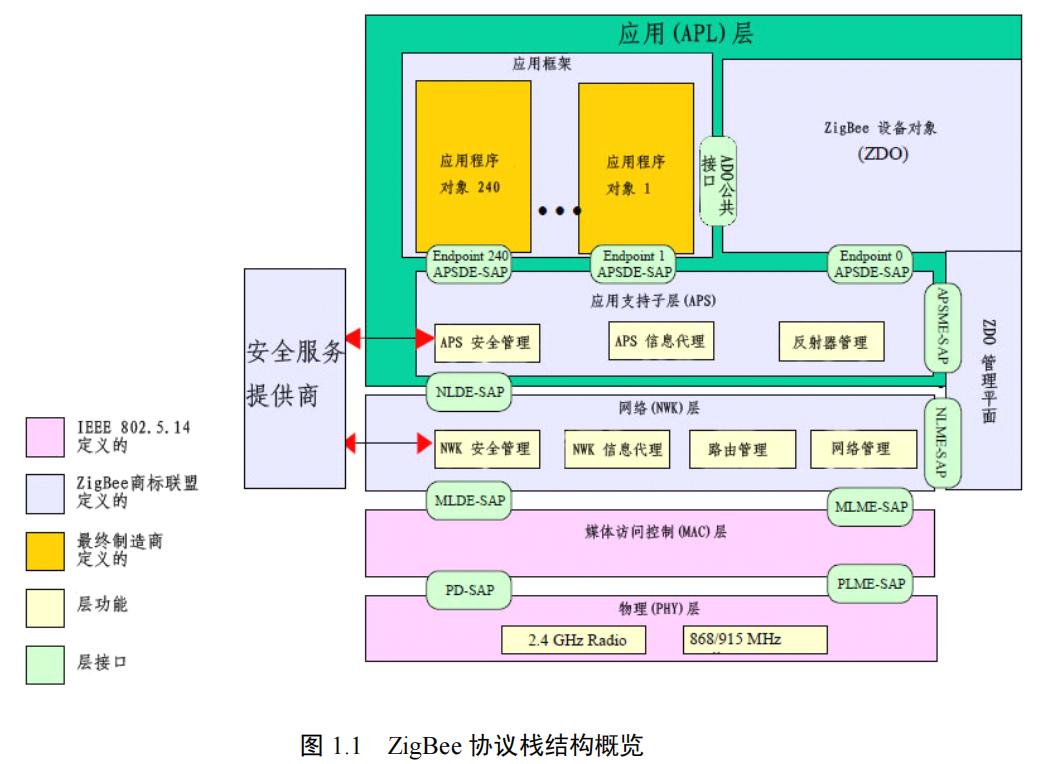 应用(APL)层
应用框架
应用程序
对象 240
应用程序
对象 1
ADO公共
接口
ZigBee 设备对象
(ZDO)
Endpoint 240
APSDE-SAP
Endpoint 1
APSDE-SAP
Endpoint 0
APSDE-SAP
应用支持子层(APS)
APS 安全管理
APS 信息代理
反射器管理
APSME-SAP
ZDO 管理平面
安全服务
提供商
NLDE-SAP
网络(NWK)层
NWK 安全管理
NWK 信息代理
路由管理
网络管理
NLME-SAP
MLDE-SAP
MLME-SAP
媒体访问控制(MAC)层
PD-SAP
PLME-SAP
物理(PHY)层
2.4 GHz Radio
868/915 MHz
IEEE 802.5.14
定义的
ZigBee商标联盟
定义的
最终制造商
定义的
层功能
层接口
图 1.1 ZigBee 协议栈结构概览